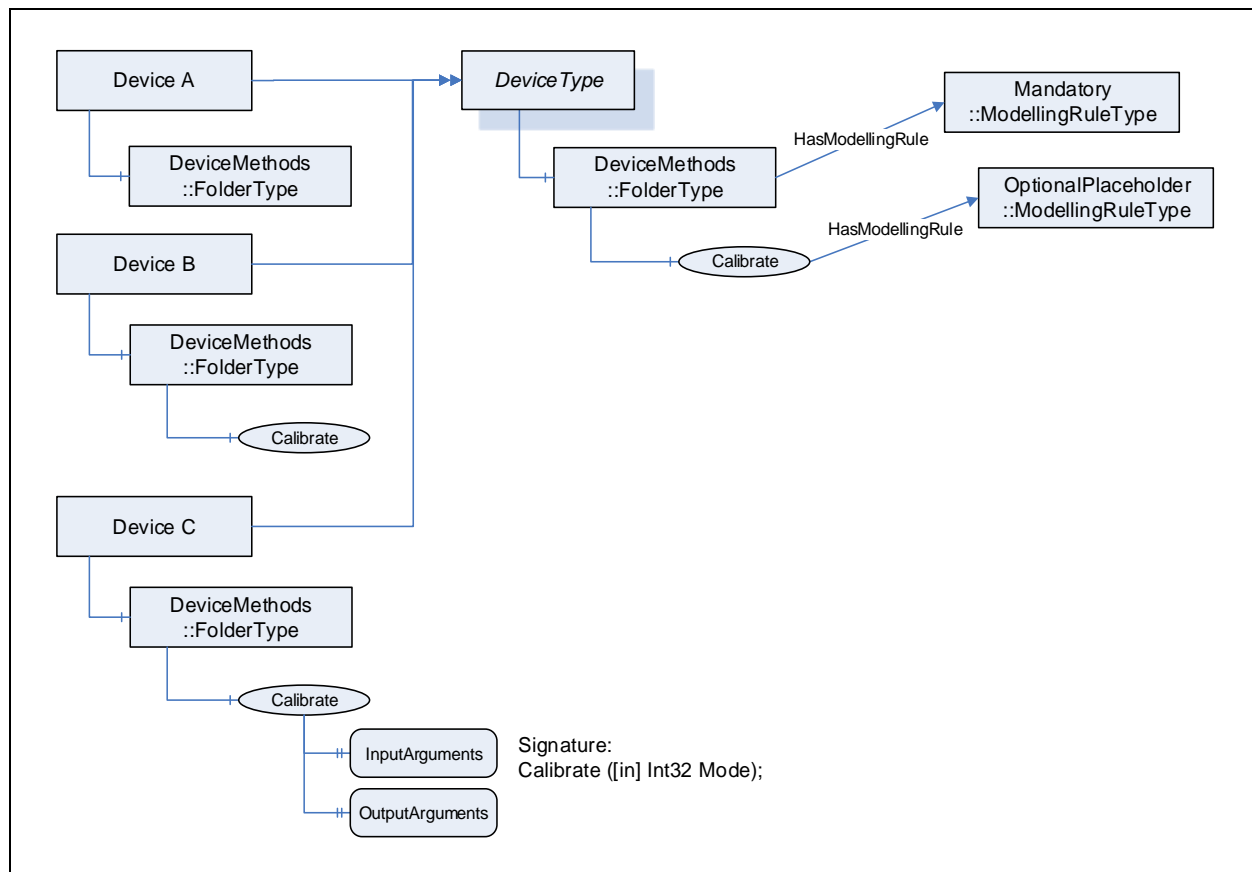 Device A
DeviceMethods
::FolderType
Device B
DeviceMethods
::FolderType
Calibrate
Device C
DeviceMethods
::FolderType
Calibrate
InputArguments
OutputArguments
Signature:
Calibrate ([in] Int32 Mode);
DeviceType
DeviceMethods
::FolderType
Calibrate
HasModellingRule
Mandatory
::ModellingRuleType
HasModellingRule
OptionalPlaceholder
::ModellingRuleType